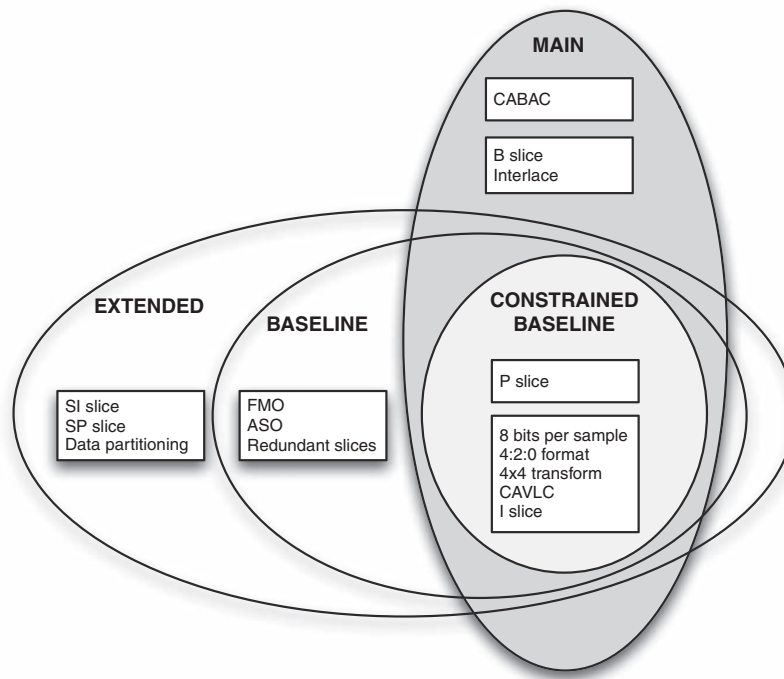 MAIN
CABAC
B slice
Interlace
EXTENDED
BASELINE
CONSTRAINED
BASELINE
P slice
SI slice
SP slice
Data partitioning
FMO
ASO
Redundant slices
8 bits per sample
4:2:0 format
4x4 transform
CAVLC
I slice